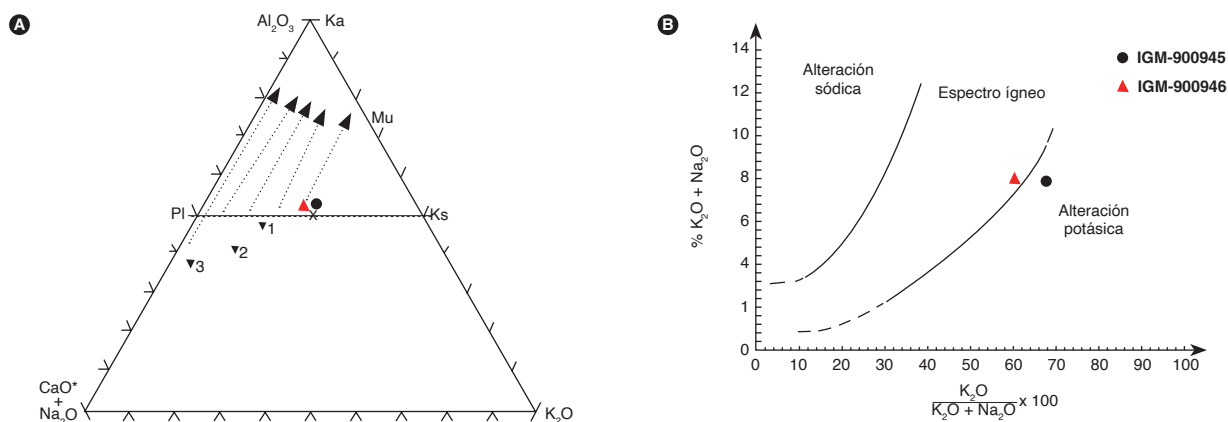 A
Al₂O₃
Ka
Mu
Pl
Ks
x
1
2
3
CaO*
+
Na₂O
K₂O
B
14
12
10
8
6
4
1
0
% K₂O + Na₂O
Alteración
sódica
Espectro ígneo
Alteración
potásica
IGM-900945
IGM-900946
0 10 20 30 40 50 60 70 80 90 100
K₂O
K₂O + Na₂O
x 100